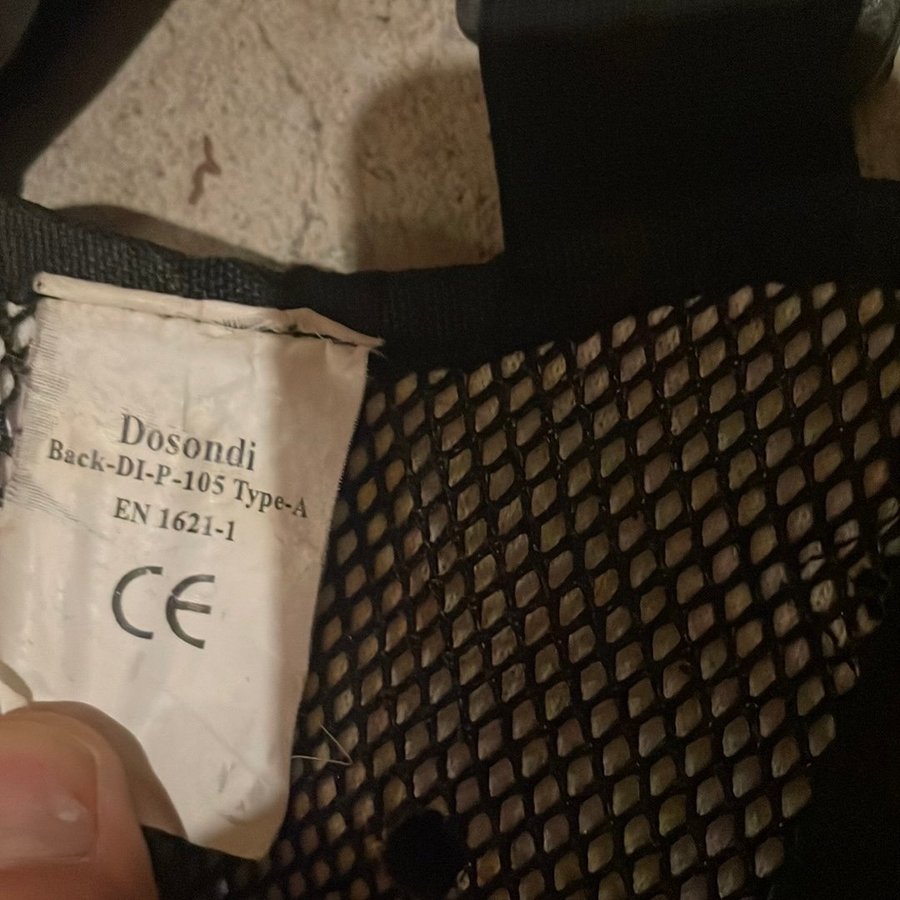 Dosondi
Back-DI-P-105 Type-A
EN 1621-1
CE